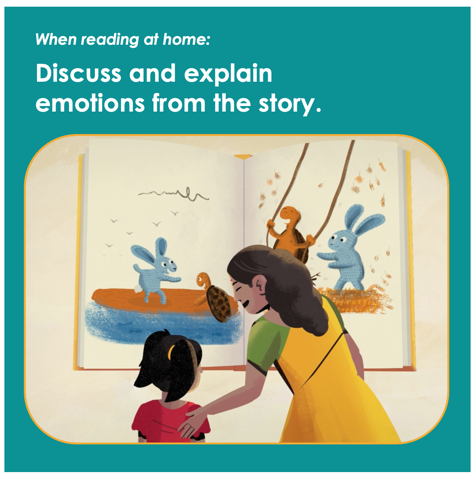 When reading at home:
Discuss and explain
emotions from the story.